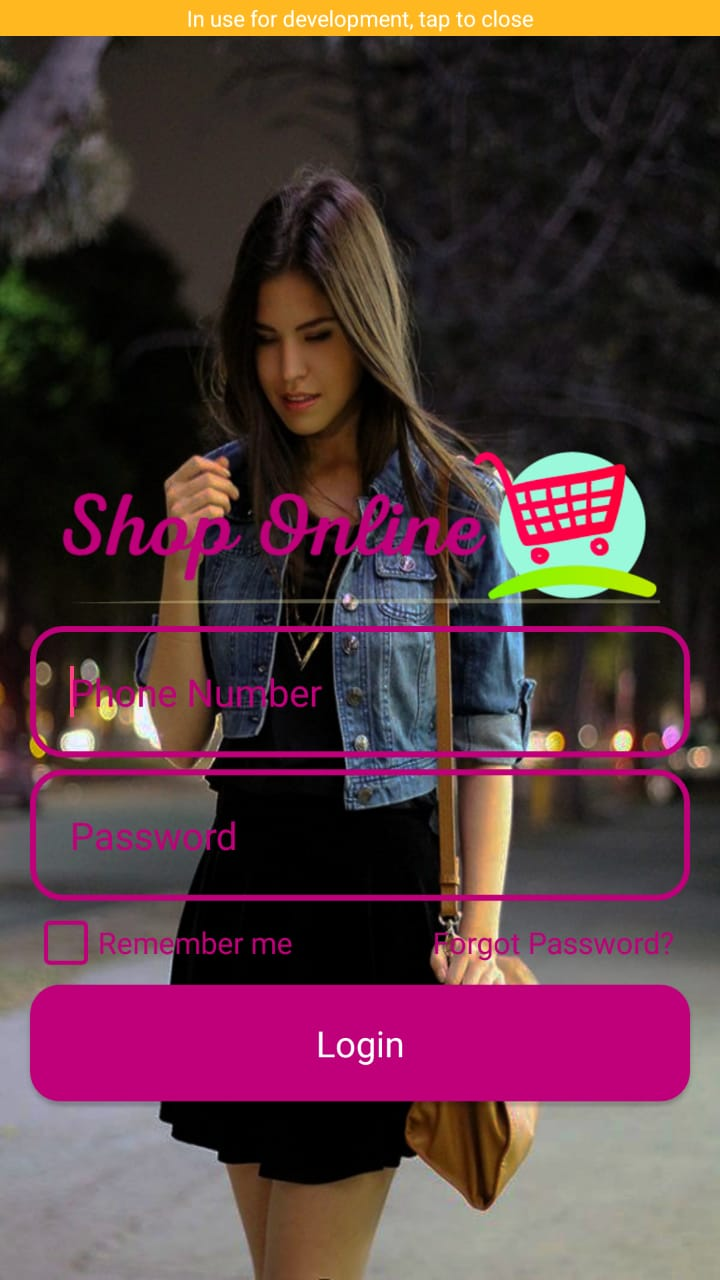 In use for development, tap to close
Shop Online
Phone Number
Password
Remember me
Forgot Password?
Login